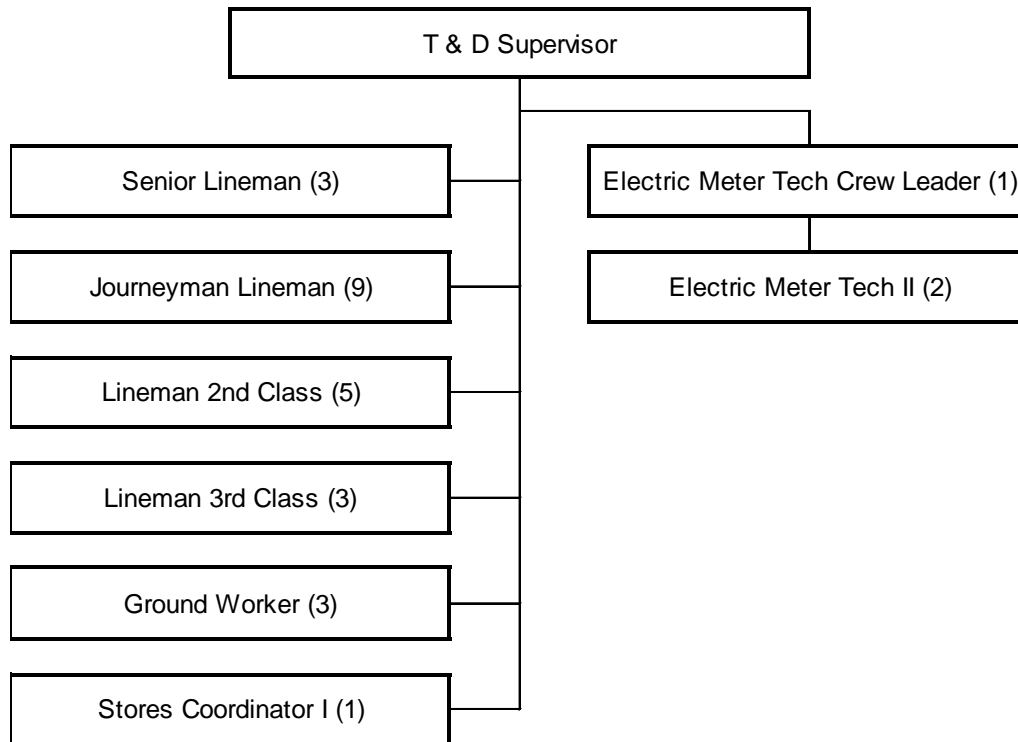 T & D Supervisor
Senior Lineman (3)
Electric Meter Tech Crew Leader (1)
Journeyman Lineman (9)
Electric Meter Tech II (2)
Lineman 2nd Class (5)
Lineman 3rd Class (3)
Ground Worker (3)
Stores Coordinator I (1)